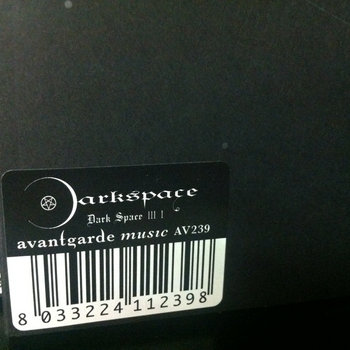 Darkspace
Dark Space III I
avantgarde music AV239
8 033224 112398